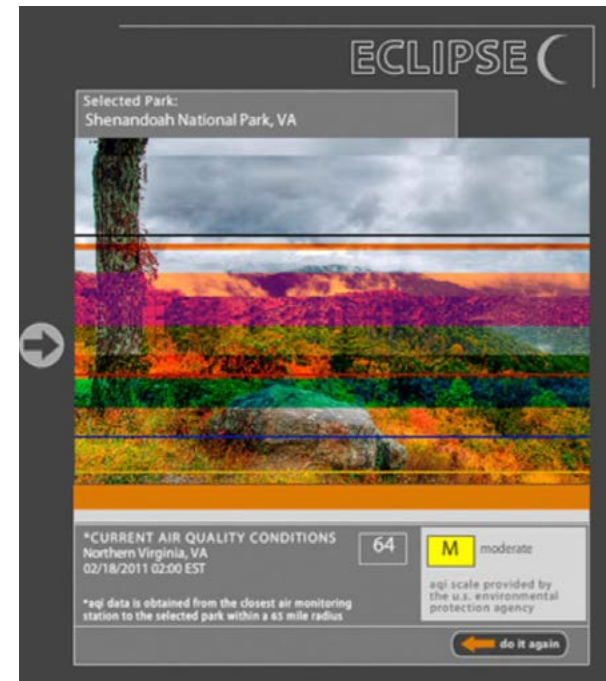 ECLIPSE
Selected Park:
Shenandoah National Park, VA
*CURRENT AIR QUALITY CONDITIONS
Northern Virginia, VA
02/18/2011 02:00 EST
*aqi data is obtained from the closest air monitoring
station to the selected park within a 65 mile radius
64
M moderate
aqi scale provided by
the u.s. environmental
protection agency
do it again